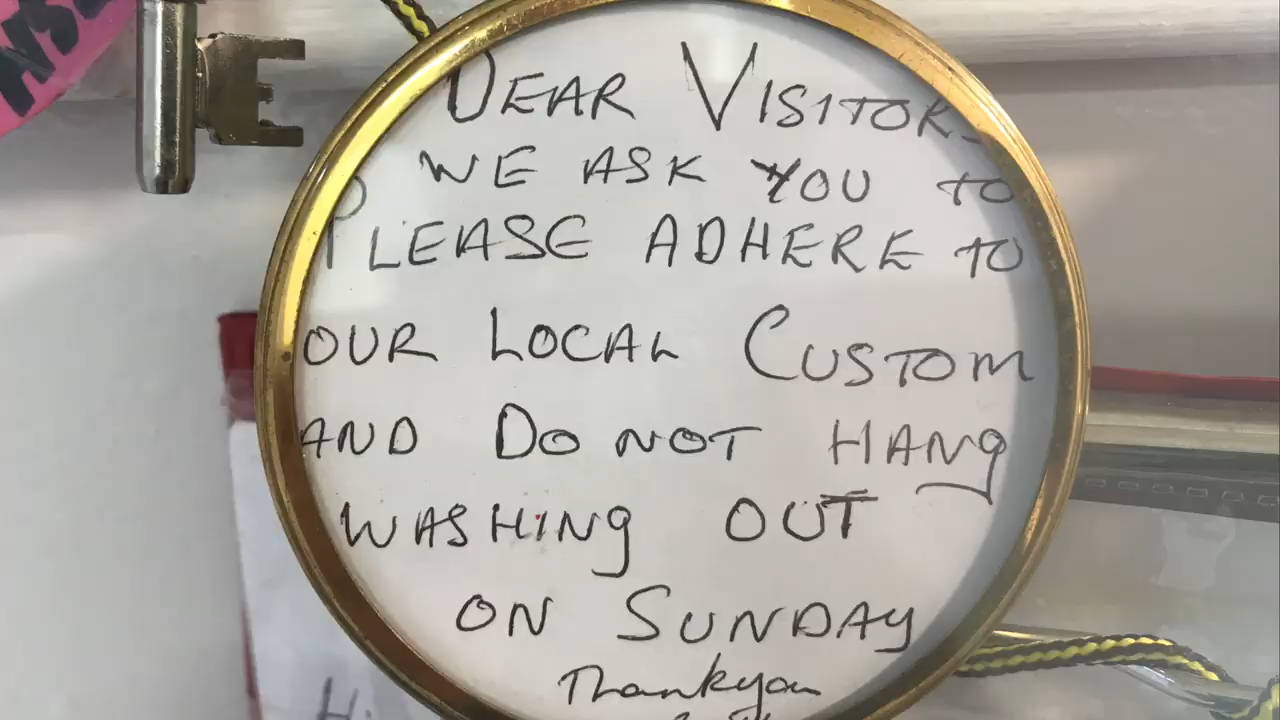 DEAR VISITOR
WE ASK YOU TO
PLEASE ADHERE TO
OUR LOCAL CUSTOM
AND DO NOT HANG
WASHING OUT
ON SUNDAY
Thankyou